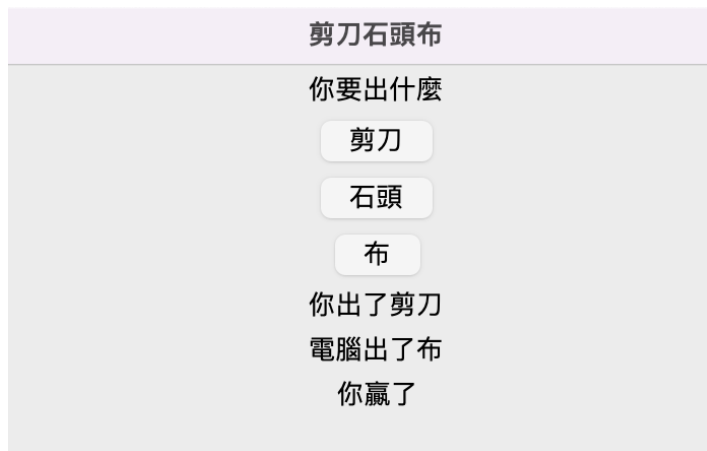 剪刀石頭布
你要出什麼
剪刀
石頭
布
你出了剪刀
電腦出了布
你贏了